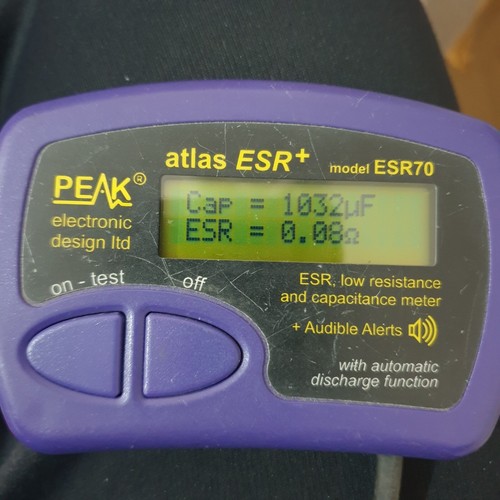 atlas ESR+ model ESR70
PEAK®
electronic
design ltd
Cap = 1032µF
ESR = 0.08Ω
on - test
off
ESR, low resistance
and capacitance meter
+ Audible Alerts
with automatic
discharge function